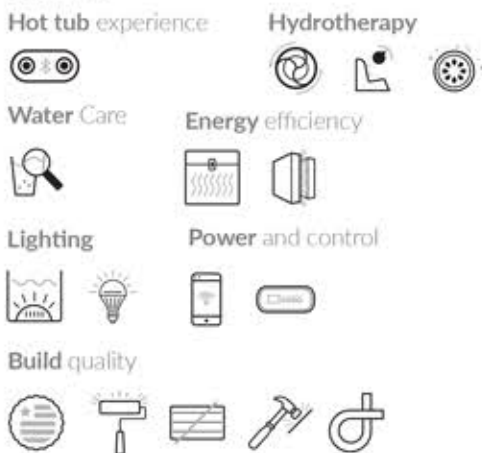 Hot tub experience
Hydrotherapy
Water Care
Energy efficiency
Lighting
Power and control
Build quality